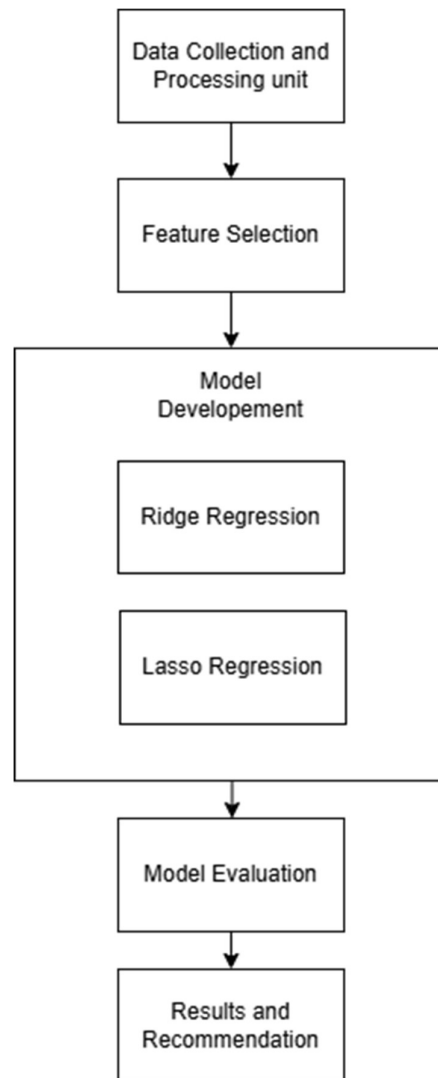 Data Collection and
Processing unit
Feature Selection
Model
Developement
Ridge Regression
Lasso Regression
Model Evaluation
Results and
Recommendation